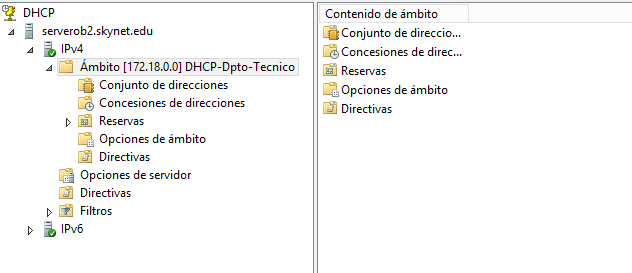 DHCP
serverob2.skynet.edu
IPv4
Ámbito [172.18.0.0] DHCP-Dpto-Tecnico
Conjunto de direcciones
Concesiones de direcciones
Reservas
Opciones de ámbito
Directivas
Opciones de servidor
Directivas
Filtros
IPv6
Contenido de ámbito
Conjunto de direccio...
Concesiones de direc...
Reservas
Opciones de ámbito
Directivas